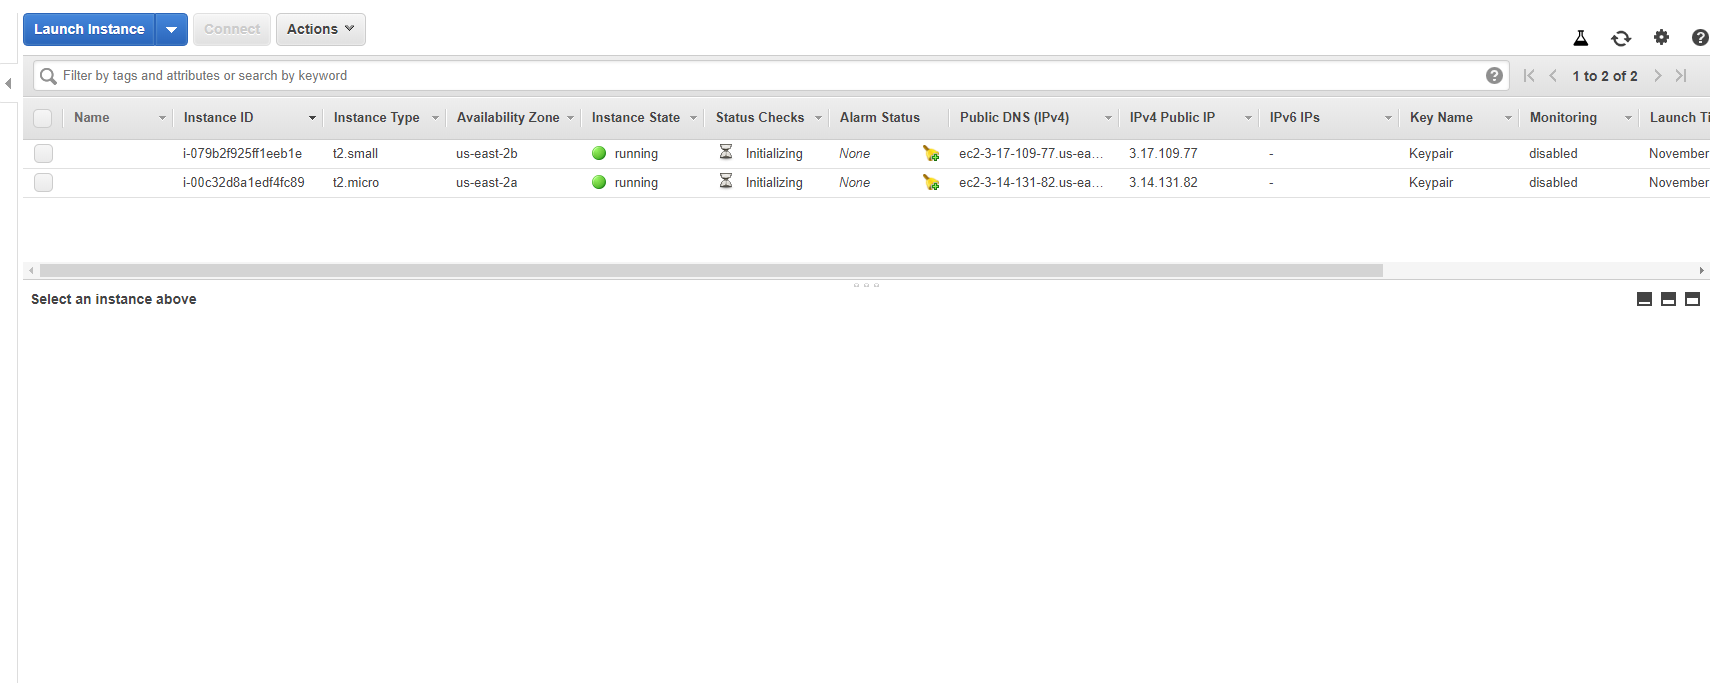 Launch Instance Connect Actions
Filter by tags and attributes or search by keyword 1 to 2 of 2
Name Instance ID Instance Type Availability Zone Instance State Status Checks Alarm Status Public DNS (IPv4) IPv4 Public IP IPv6 IPs Key Name Monitoring Launch Ti
i-079b2f925ff1eeb1e t2.small us-east-2b running Initializing None ec2-3-17-109-77.us-ea... 3.17.109.77 - Keypair disabled November
i-00c32d8a1edf4fc89 t2.micro us-east-2a running Initializing None ec2-3-14-131-82.us-ea... 3.14.131.82 - Keypair disabled November
Select an instance above